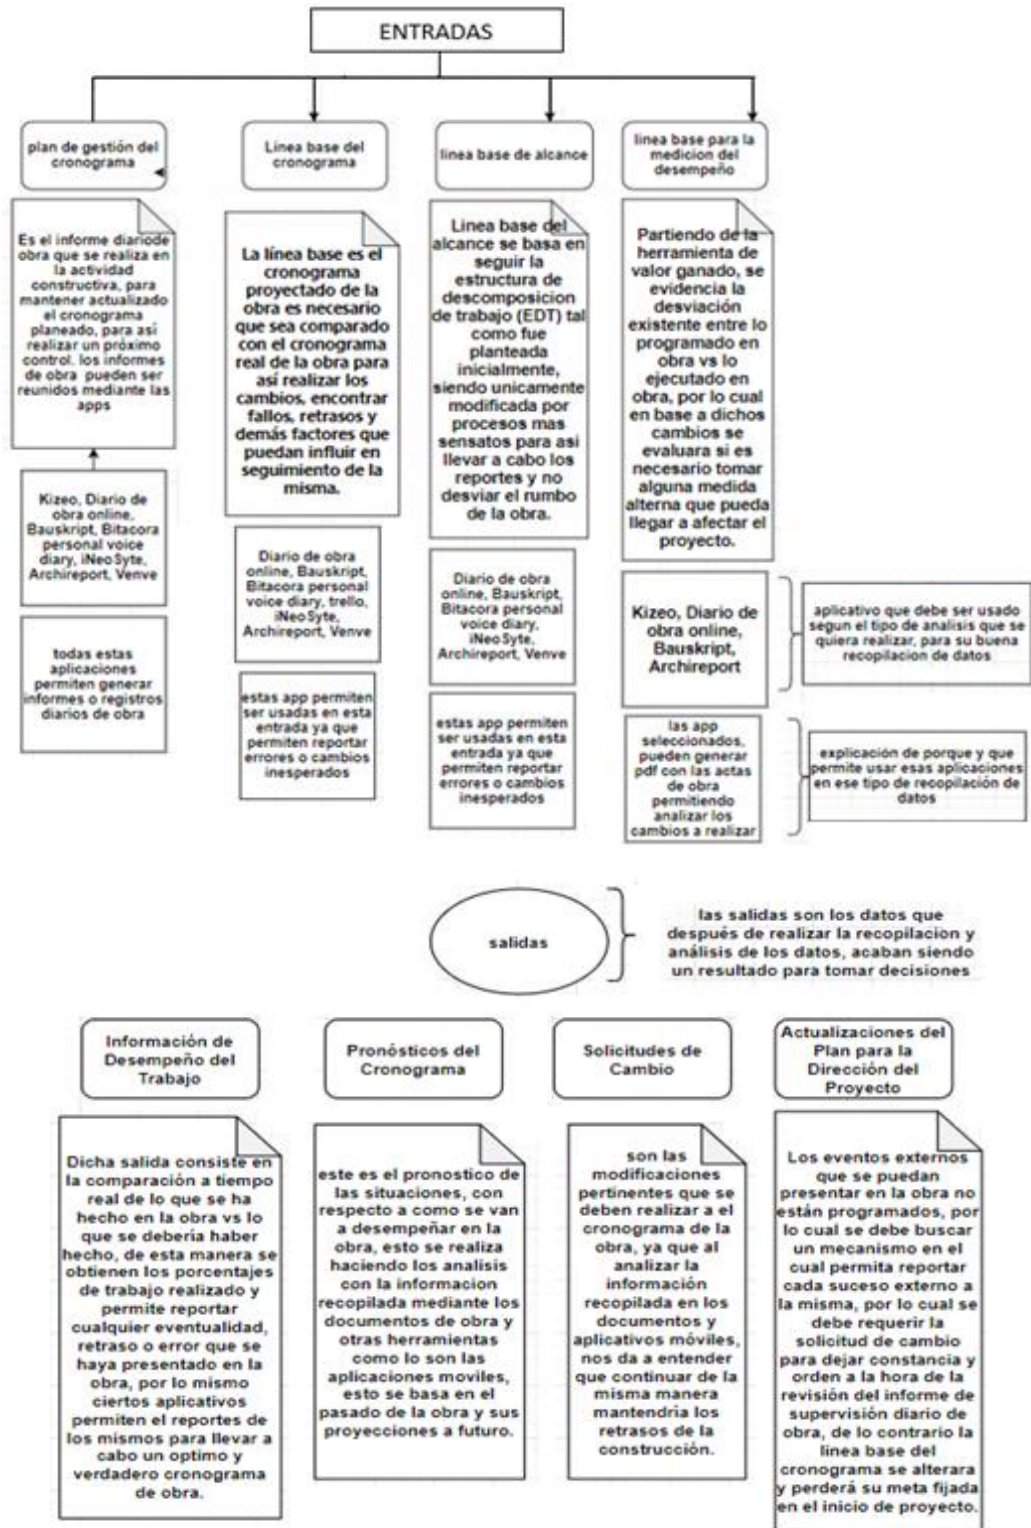 ENTRADAS
plan de gestión del
cronograma
Línea base del
cronograma
linea base de alcance
linea base para la
medicion del
desempeño
Es el informe diariode
obra que se realiza en
la actividad
constructiva, para
mantener actualizado
el cronograma
planeado, para así
realizar un próximo
control. los informes
de obra pueden ser
reunidos mediante las
apps
La línea base es el
cronograma
proyectado de la
obra es necesario
que sea comparado
con el cronograma
real de la obra para
así realizar los
cambios, encontrar
fallos, retrasos y
demás factores que
puedan influir en
seguimiento de la
misma.
Linea base del
alcance se basa en
seguir la
estructura de
descomposicion
de trabajo (EDT) tal
como fue
planteada
inicialmente,
siendo unicamente
modificada por
procesos mas
sensatos para asi
llevar a cabo los
reportes y no
desviar el rumbo
de la obra.
Partiendo de la
herramienta de
valor ganado, se
evidencia la
desviación
existente entre lo
programado en
obra vs lo
ejecutado en
obra, por lo cual
en base a dichos
cambios se
evaluara si es
necesario tomar
alguna medida
alterna que pueda
llegar a afectar el
proyecto.
Kizeo, Diario de
obra online,
Bauskript, Bitacora
personal voice
diary, iNeoSyte,
Archireport, Venve
Diario de obra
online, Bauskript,
Bitacora personal
voice diary, trello,
iNeoSyte,
Archireport, Venve
Diario de obra
online, Bauskript,
Bitacora personal
voice diary,
iNeoSyte,
Archireport, Venve
Kizeo, Diario de
obra online,
Bauskript,
Archireport
aplicativo que debe ser usado
segun el tipo de analisis que se
quiera realizar, para su buena
recopilacion de datos
todas estas
aplicaciones
permiten generar
informes o registros
diarios de obra
estas app permiten
ser usadas en esta
entrada ya que
permiten reportar
errores o cambios
inesperados
estas app permiten
ser usadas en esta
entrada ya que
permiten reportar
errores o cambios
inesperados
las app
seleccionados,
pueden generar
pdf con las actas
de obra
permitiendo
analizar los
cambios a realizar
explicación de porque y que
permite usar esas aplicaciones
en ese tipo de recopilación de
datos
salidas
las salidas son los datos que
después de realizar la recopilacion y
análisis de los datos, acaban siendo
un resultado para tomar decisiones
Información de
Desempeño del
Trabajo
Pronósticos del
Cronograma
Solicitudes de
Cambio
Actualizaciones del
Plan para la
Dirección del
Proyecto
Dicha salida consiste en
la comparación a tiempo
real de lo que se ha
hecho en la obra vs lo
que se debería haber
hecho, de esta manera se
obtienen los porcentajes
de trabajo realizado y
permite reportar
cualquier eventualidad,
retraso o error que se
haya presentado en la
obra, por lo mismo
ciertos aplicativos
permiten el reportes de
los mismos para llevar a
cabo un optimo y
verdadero cronograma
de obra.
este es el pronostico de
las situaciones, con
respecto a como se van
a desempeñar en la
obra, esto se realiza
haciendo los analisis
con la informacion
recopilada mediante los
documentos de obra y
otras herramientas
como lo son las
aplicaciones moviles,
esto se basa en el
pasado de la obra y sus
proyecciones a futuro.
son las
modificaciones
pertinentes que se
deben realizar a el
cronograma de la
obra, ya que al
analizar la
información
recopilada en los
documentos y
aplicativos móviles,
nos da a entender
que continuar de la
misma manera
mantendría los
retrasos de la
construcción.
Los eventos externos
que se puedan
presentar en la obra no
están programados, por
lo cual se debe buscar
un mecanismo en el
cual permita reportar
cada suceso externo a
la misma, por lo cual se
debe requerir la
solicitud de cambio
para dejar constancia y
orden a la hora de la
revisión del informe de
supervisión diario de
obra, de lo contrario la
línea base del
cronograma se alterara
y perderá su meta fijada
en el inicio de proyecto.